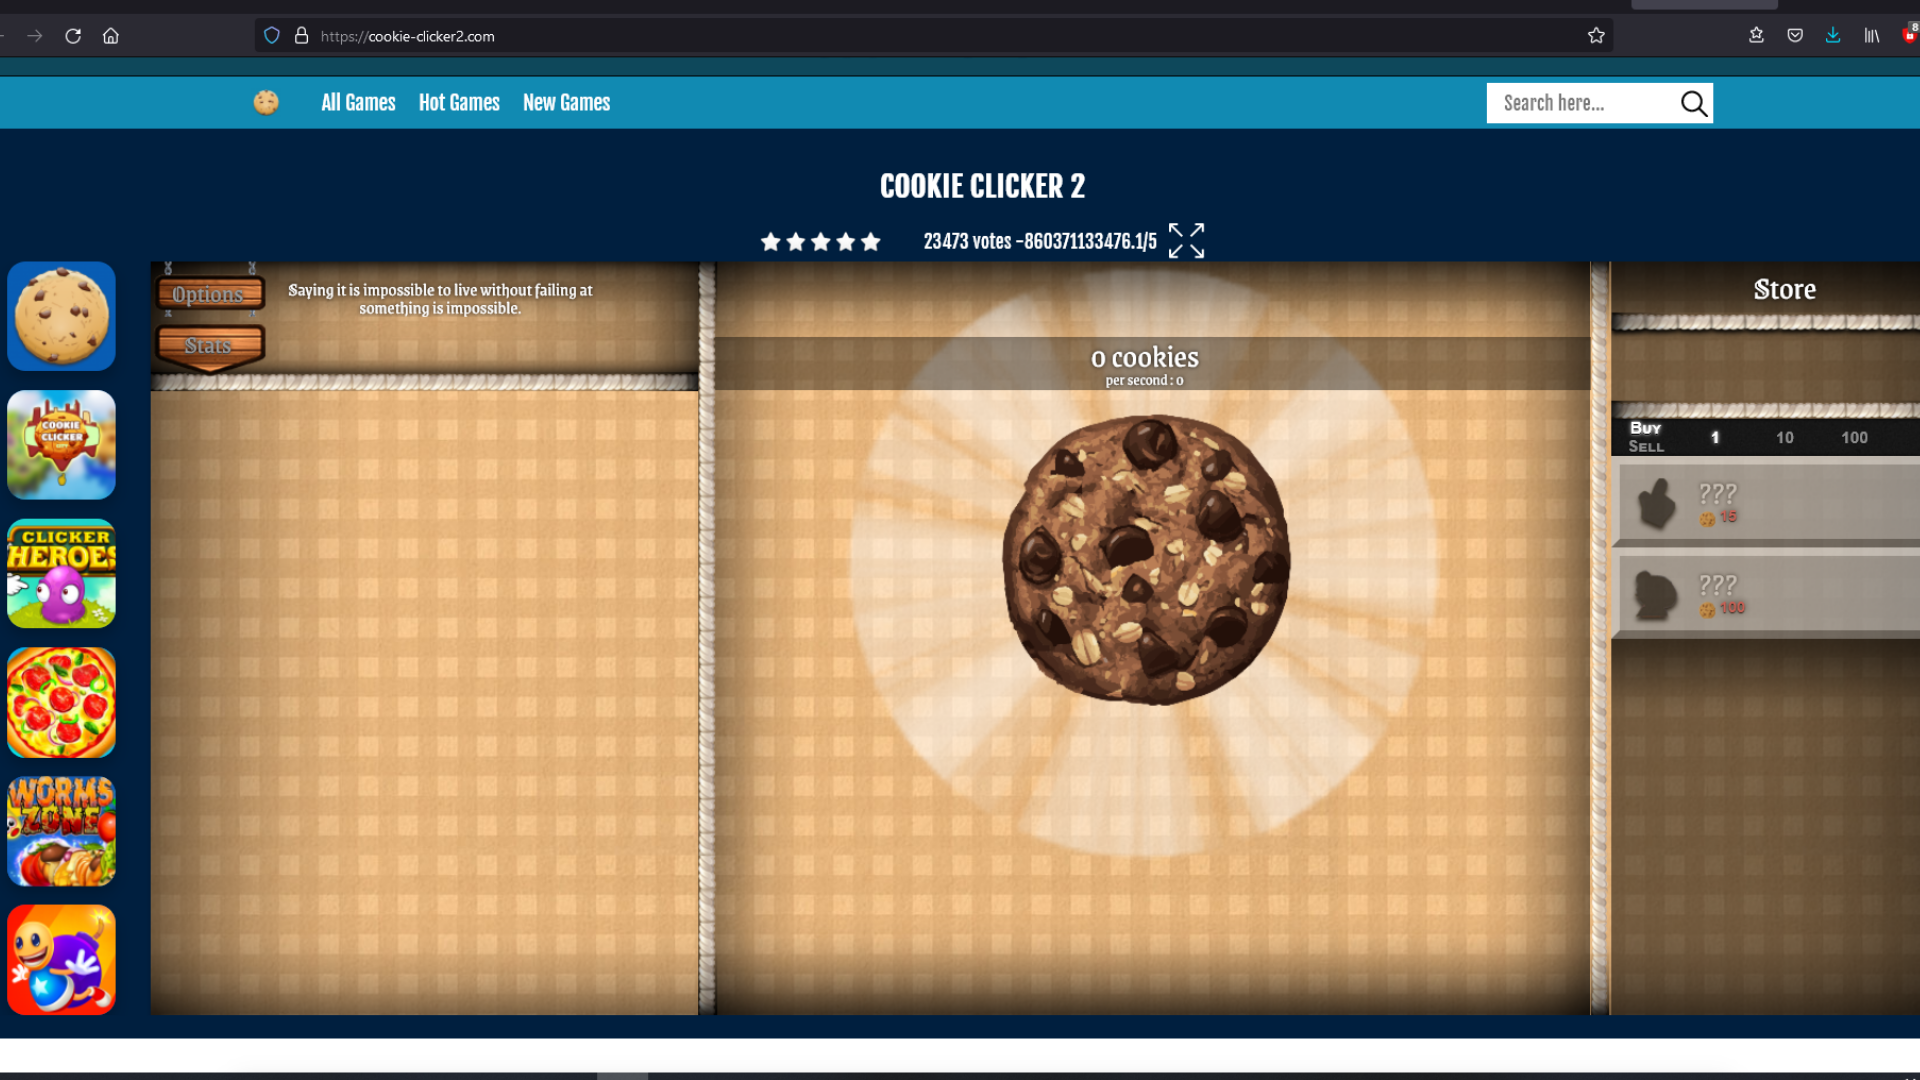 https://cookie-clicker2.com
8
All Games Hot Games New Games
Search here...
COOKIE CLICKER 2
23473 votes -860371133476.1/5
Options
Saying it is impossible to live without failing at
something is impossible.
Stats
Store
0 cookies
per second : 0
Buy
Sell
1 10 100
???
15
???
100
COOKIE
CLICKER
CLICKER
HEROES
WORMS
ZONE